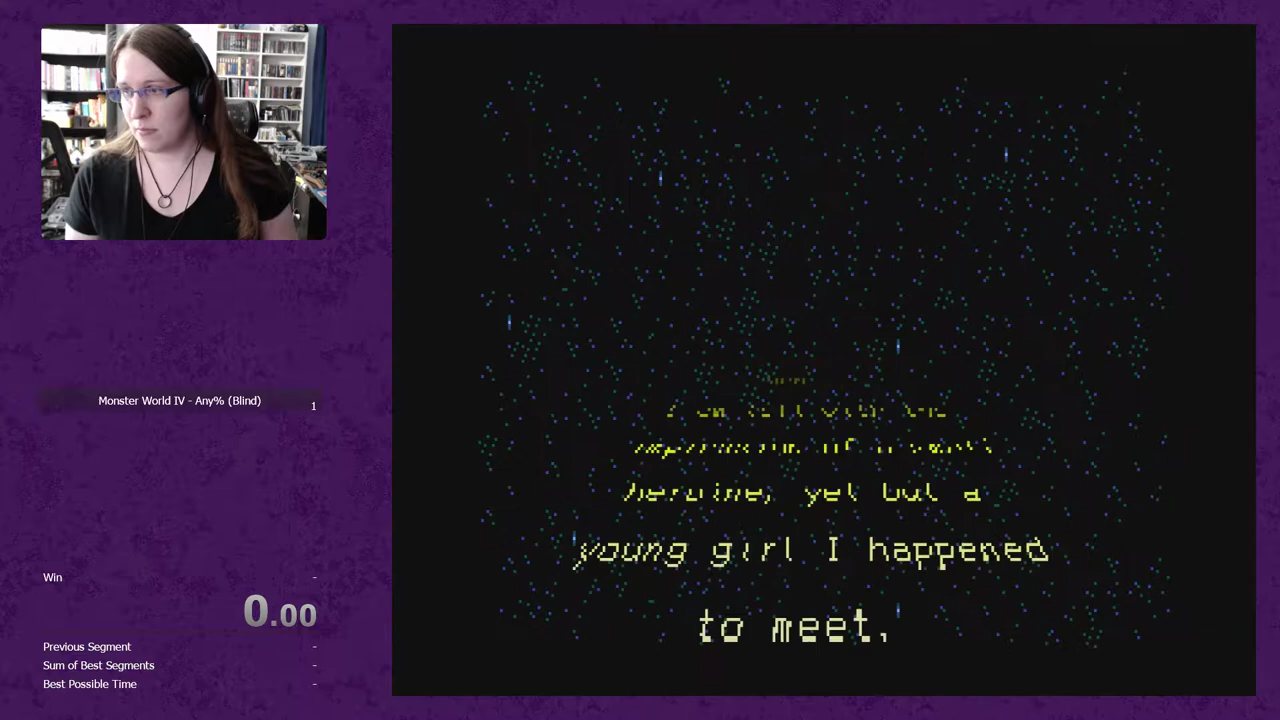 Monster World IV - Any% (Blind)
1
heroine, yet but a
young girl I happened
to meet.
Win -
0.00
Previous Segment -
Sum of Best Segments -
Best Possible Time -